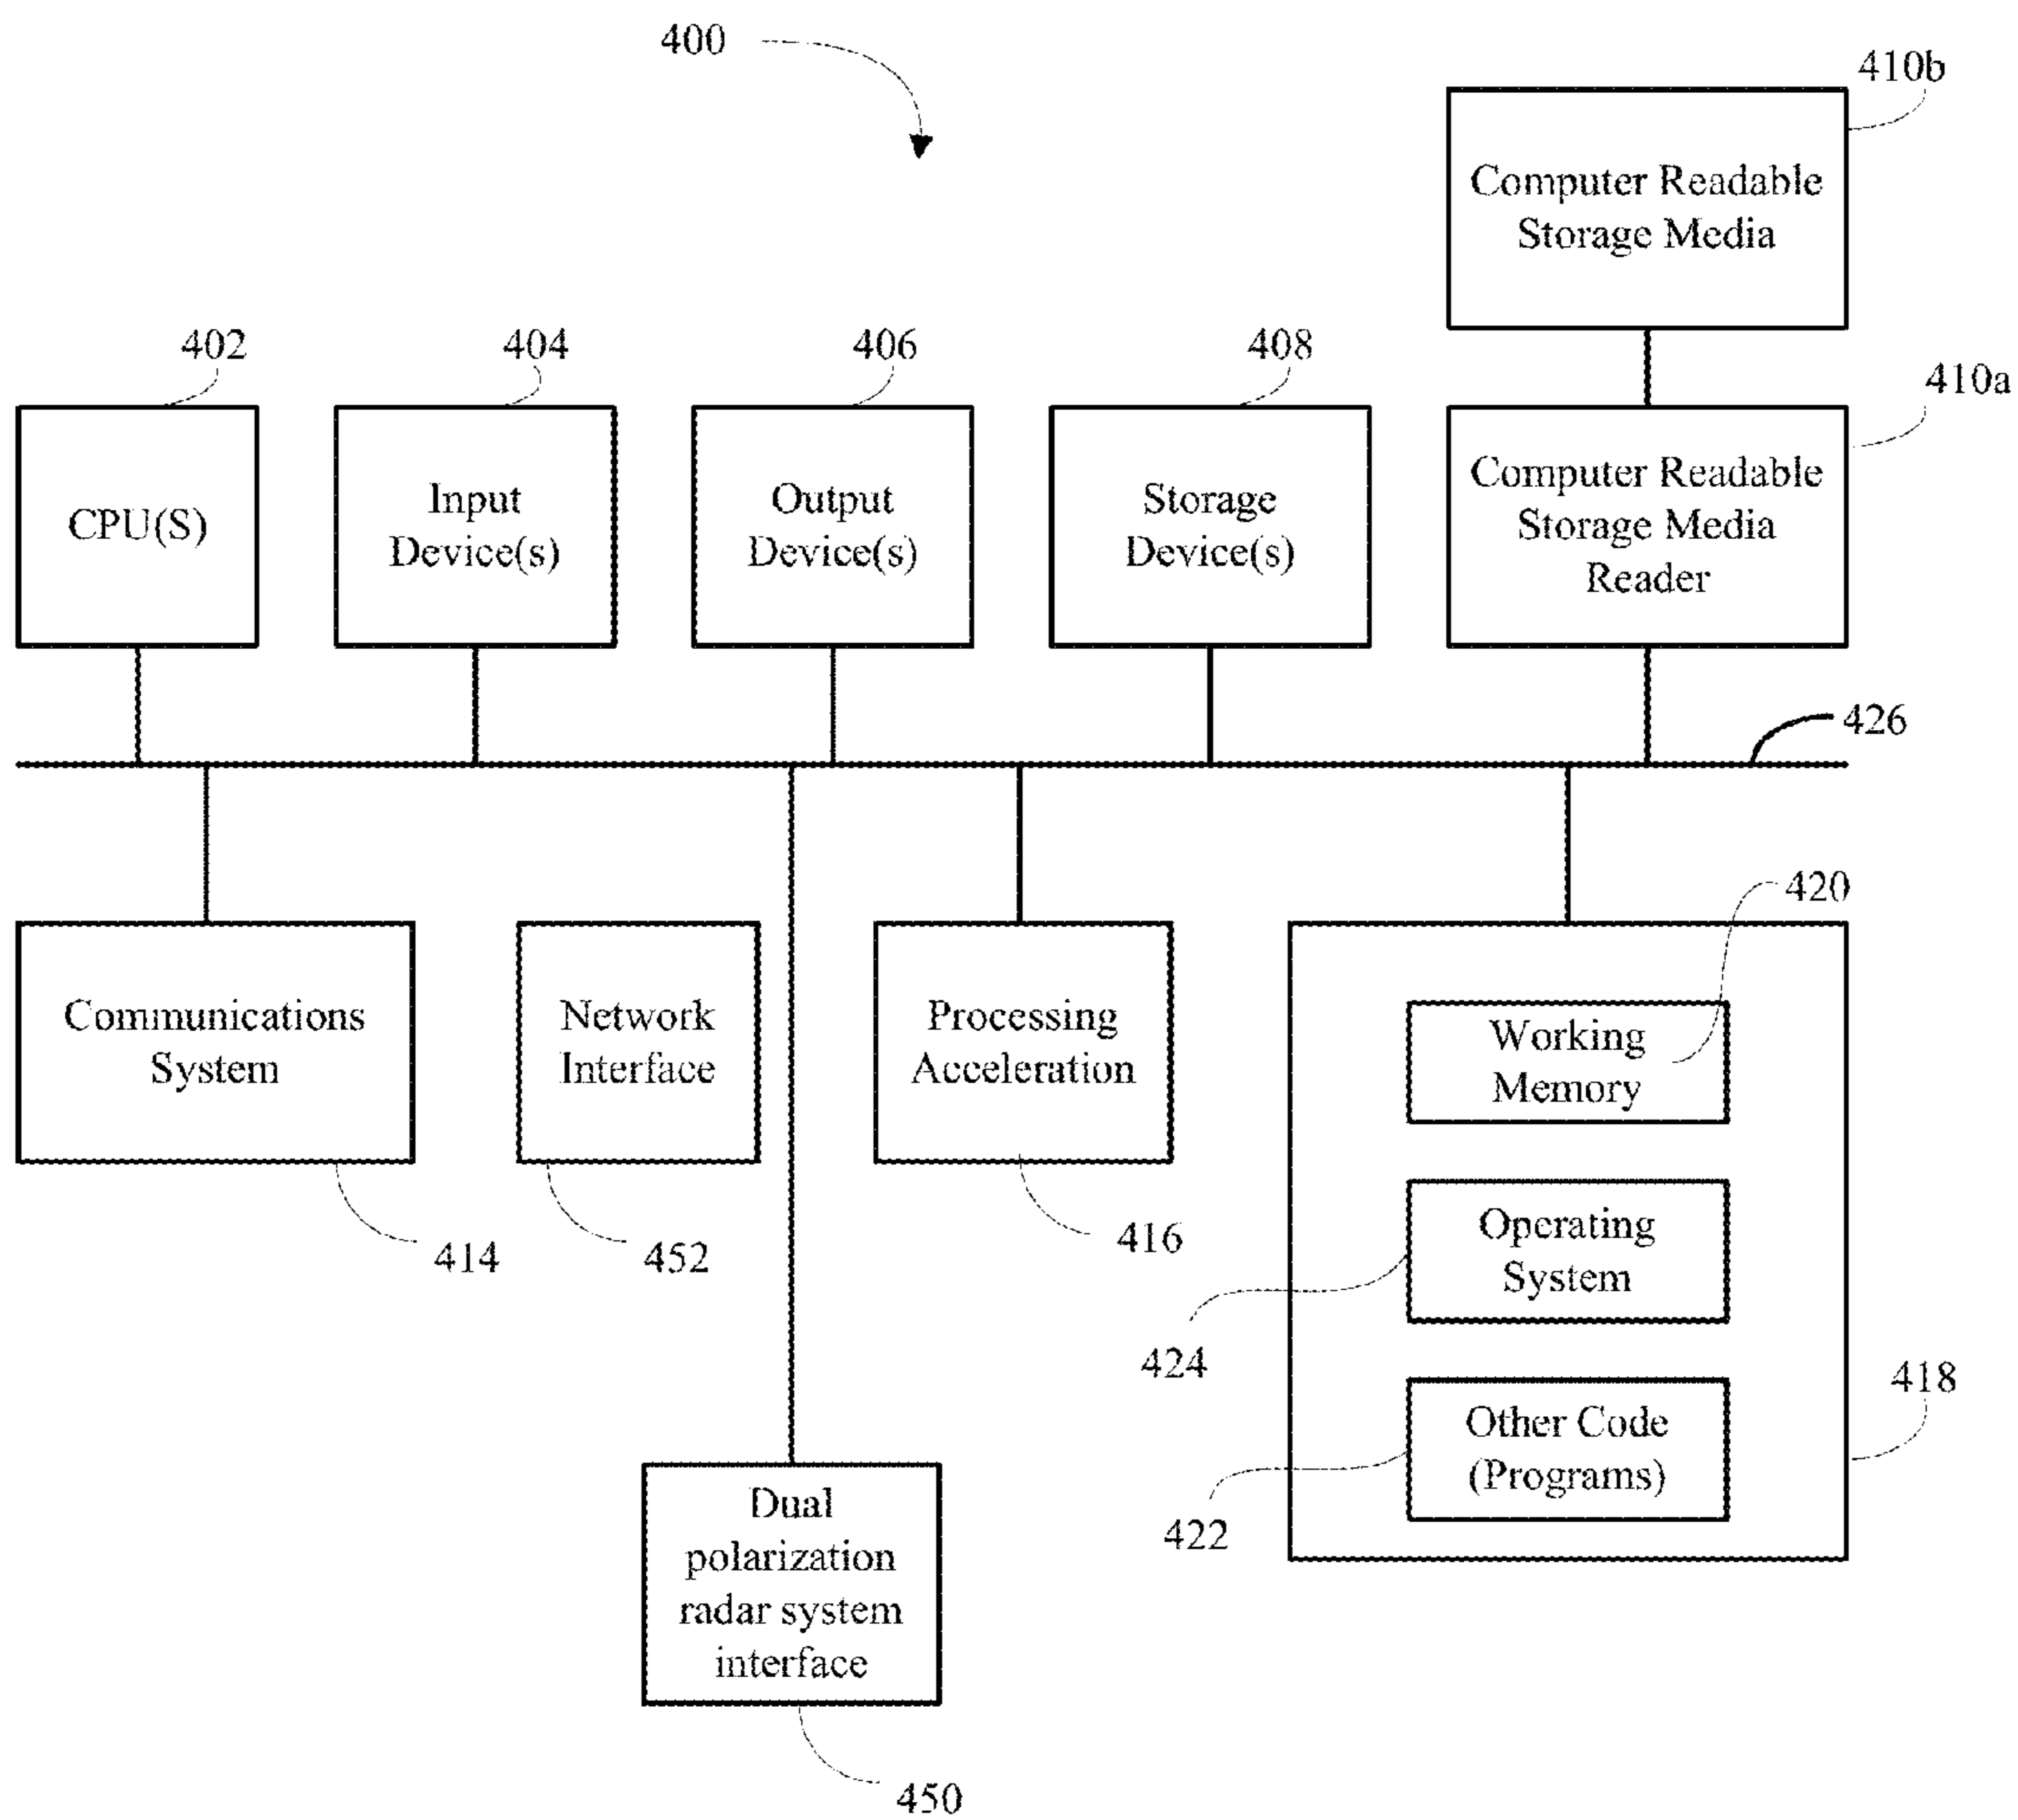 400
410b
Computer Readable
Storage Media
402
404
406
408
410a
CPU(S)
Input
Device(s)
Output
Device(s)
Storage
Device(s)
Computer Readable
Storage Media
Reader
426
420
Communications
System
Network
Interface
Processing
Acceleration
Working
Memory
414
452
416
Operating
System
424
418
Other Code
(Programs)
422
Dual
polarization
radar system
interface
450